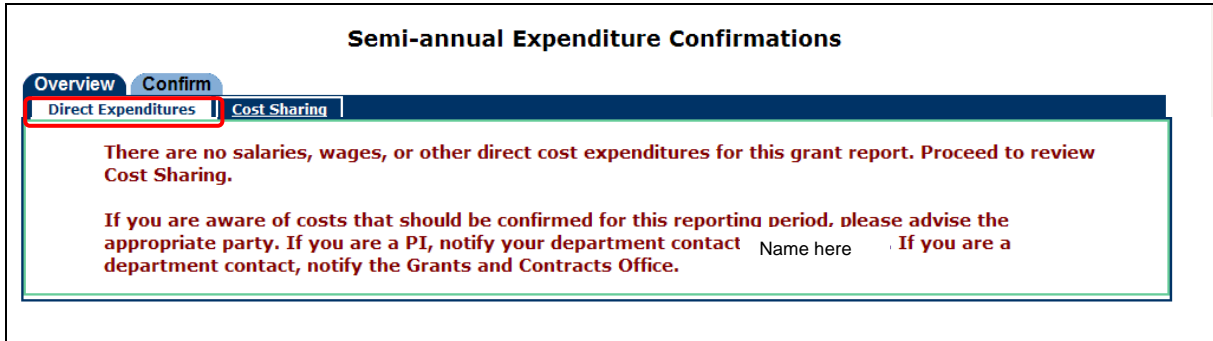 Semi-annual Expenditure Confirmations
Overview Confirm
Direct Expenditures Cost Sharing
There are no salaries, wages, or other direct cost expenditures for this grant report. Proceed to review
Cost Sharing.
If you are aware of costs that should be confirmed for this reporting period, please advise the
appropriate party. If you are a PI, notify your department contact Name here . If you are a
department contact, notify the Grants and Contracts Office.